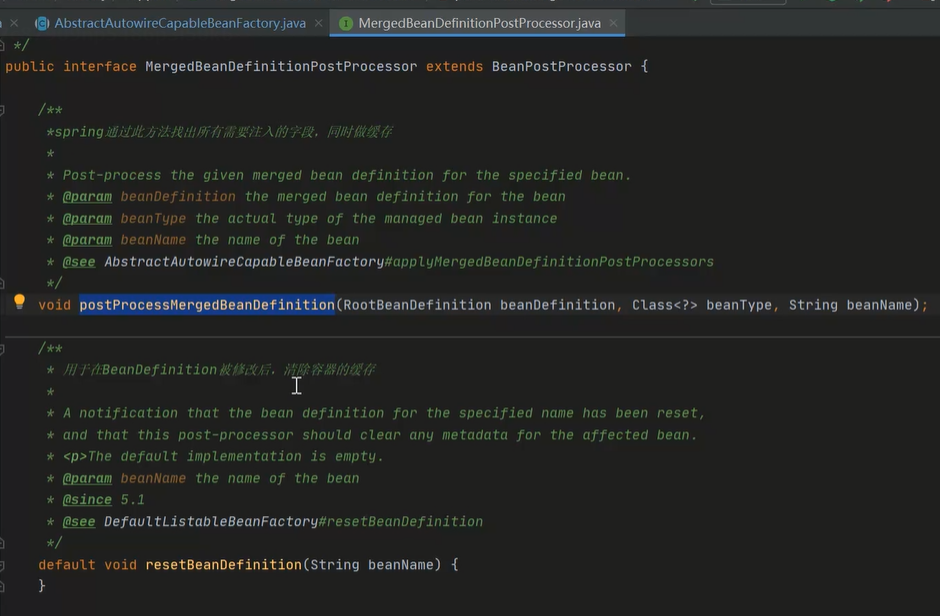 AbstractAutowireCapableBeanFactory.java × MergedBeanDefinitionPostProcessor.java ×
*/
public interface MergedBeanDefinitionPostProcessor extends BeanPostProcessor {
/**
*spring通过此方法找出所有需要注入的字段，同时做缓存
*
* Post-process the given merged bean definition for the specified bean.
* @param beanDefinition the merged bean definition for the bean
* @param beanType the actual type of the managed bean instance
* @param beanName the name of the bean
* @see AbstractAutowireCapableBeanFactory#applyMergedBeanDefinitionPostProcessors
*/
void postProcessMergedBeanDefinition(RootBeanDefinition beanDefinition, Class<?> beanType, String beanName);
/**
* 用于在BeanDefinition被修改后，清除容器的缓存
*
* A notification that the bean definition for the specified name has been reset,
* and that this post-processor should clear any metadata for the affected bean.
* <p>The default implementation is empty.
* @param beanName the name of the bean
* @since 5.1
* @see DefaultListableBeanFactory#resetBeanDefinition
*/
default void resetBeanDefinition(String beanName) {
}